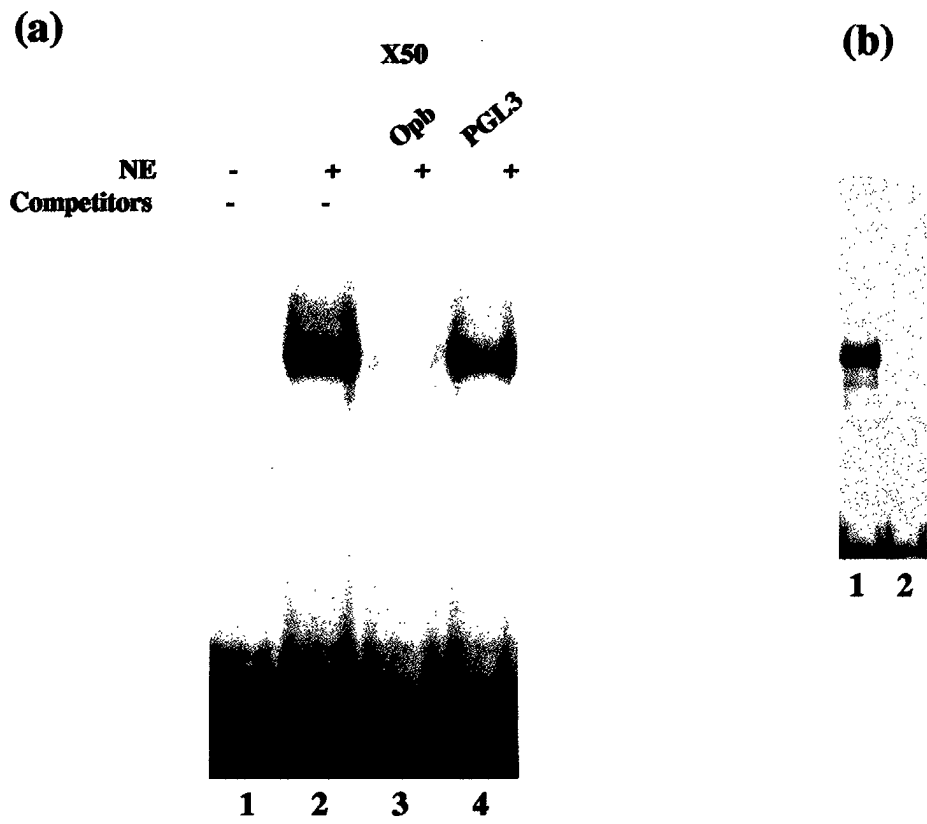 (a)
X50
Opb PGL3
NE - + + +
Competitors - -
1 2 3 4
(b)
1 2